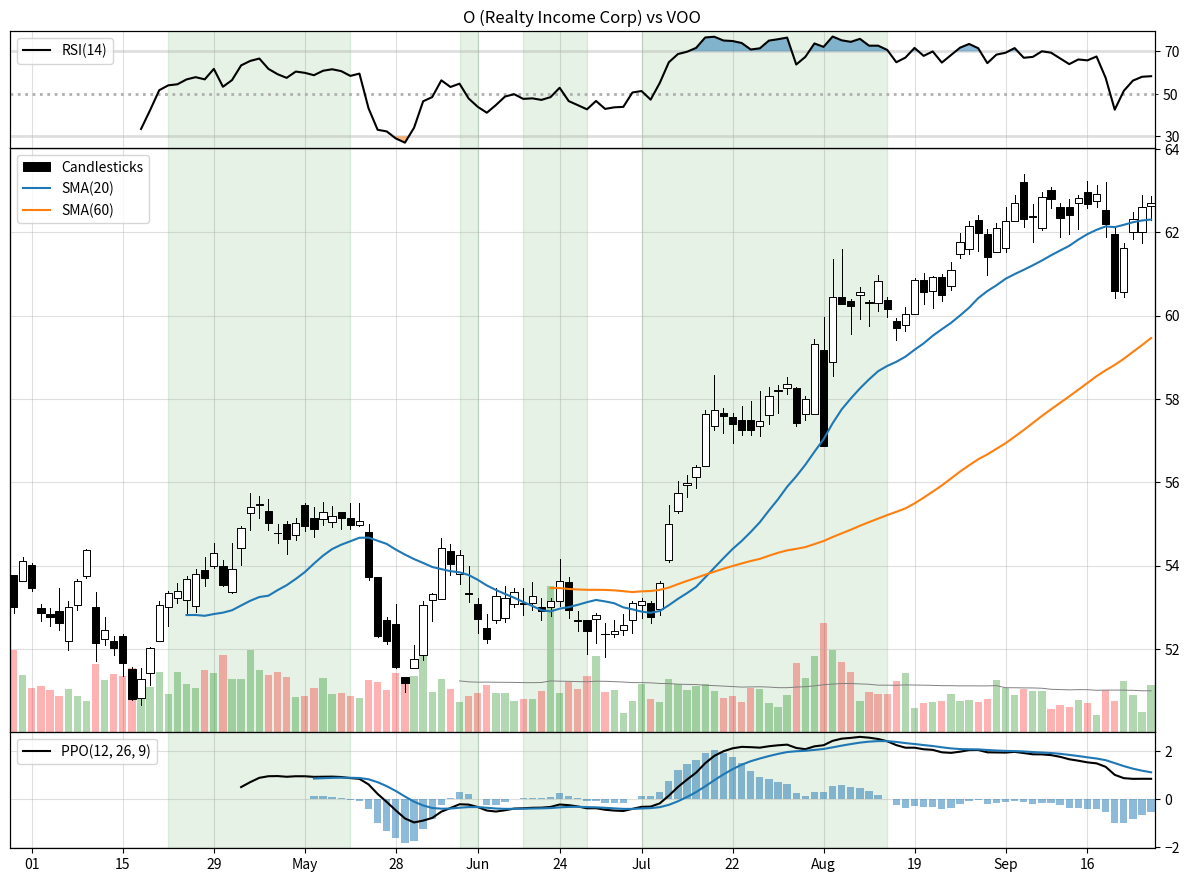 O (Realty Income Corp) vs VOO
RSI(14)
70
50
30
64
Candlesticks
SMA(20)
SMA(60)
62
60
58
56
54
52
PPO(12, 26, 9)
2
0
−2
01 15 29 May 28 Jun 24 Jul 22 Aug 19 Sep 16